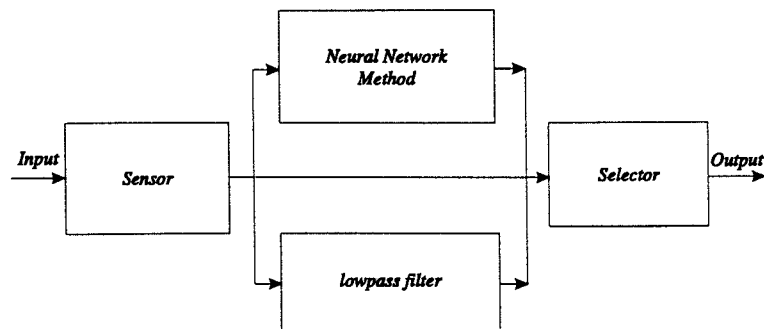 Neural Network
Method
Input
Sensor
Selector
Output
lowpass filter